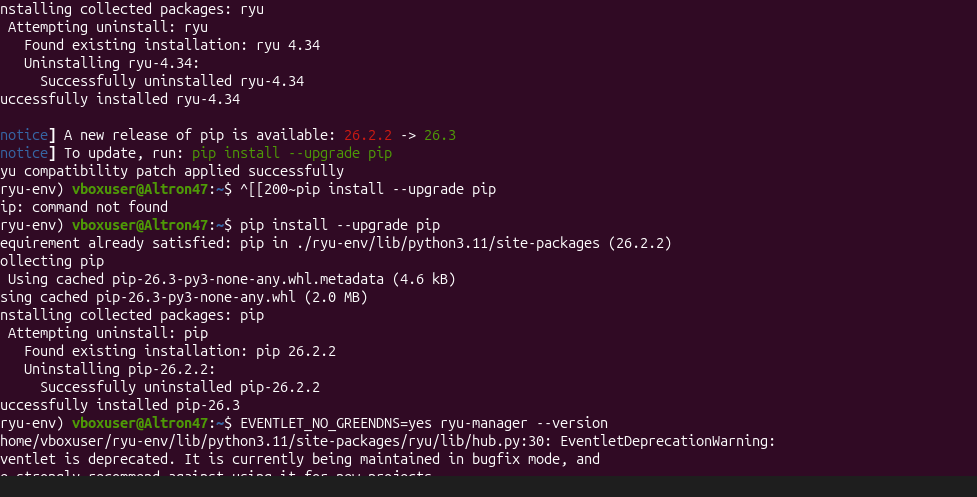 nstalling collected packages: ryu
Attempting uninstall: ryu
Found existing installation: ryu 4.34
Uninstalling ryu-4.34:
Successfully uninstalled ryu-4.34
uccessfully installed ryu-4.34
notice] A new release of pip is available: 26.2.2 -> 26.3
notice] To update, run: pip install --upgrade pip
yu compatibility patch applied successfully
ryu-env) vboxuser@Altron47:~$ ^[[200~pip install --upgrade pip
ip: command not found
ryu-env) vboxuser@Altron47:~$ pip install --upgrade pip
equirement already satisfied: pip in ./ryu-env/lib/python3.11/site-packages (26.2.2)
ollecting pip
Using cached pip-26.3-py3-none-any.whl.metadata (4.6 kB)
sing cached pip-26.3-py3-none-any.whl (2.0 MB)
nstalling collected packages: pip
Attempting uninstall: pip
Found existing installation: pip 26.2.2
Uninstalling pip-26.2.2:
Successfully uninstalled pip-26.2.2
uccessfully installed pip-26.3
ryu-env) vboxuser@Altron47:~$ EVENTLET_NO_GREENDNS=yes ryu-manager --version
home/vboxuser/ryu-env/lib/python3.11/site-packages/ryu/lib/hub.py:30: EventletDeprecationWarning:
ventlet is deprecated. It is currently being maintained in bugfix mode, and
e strongly recommend against using it for new projects